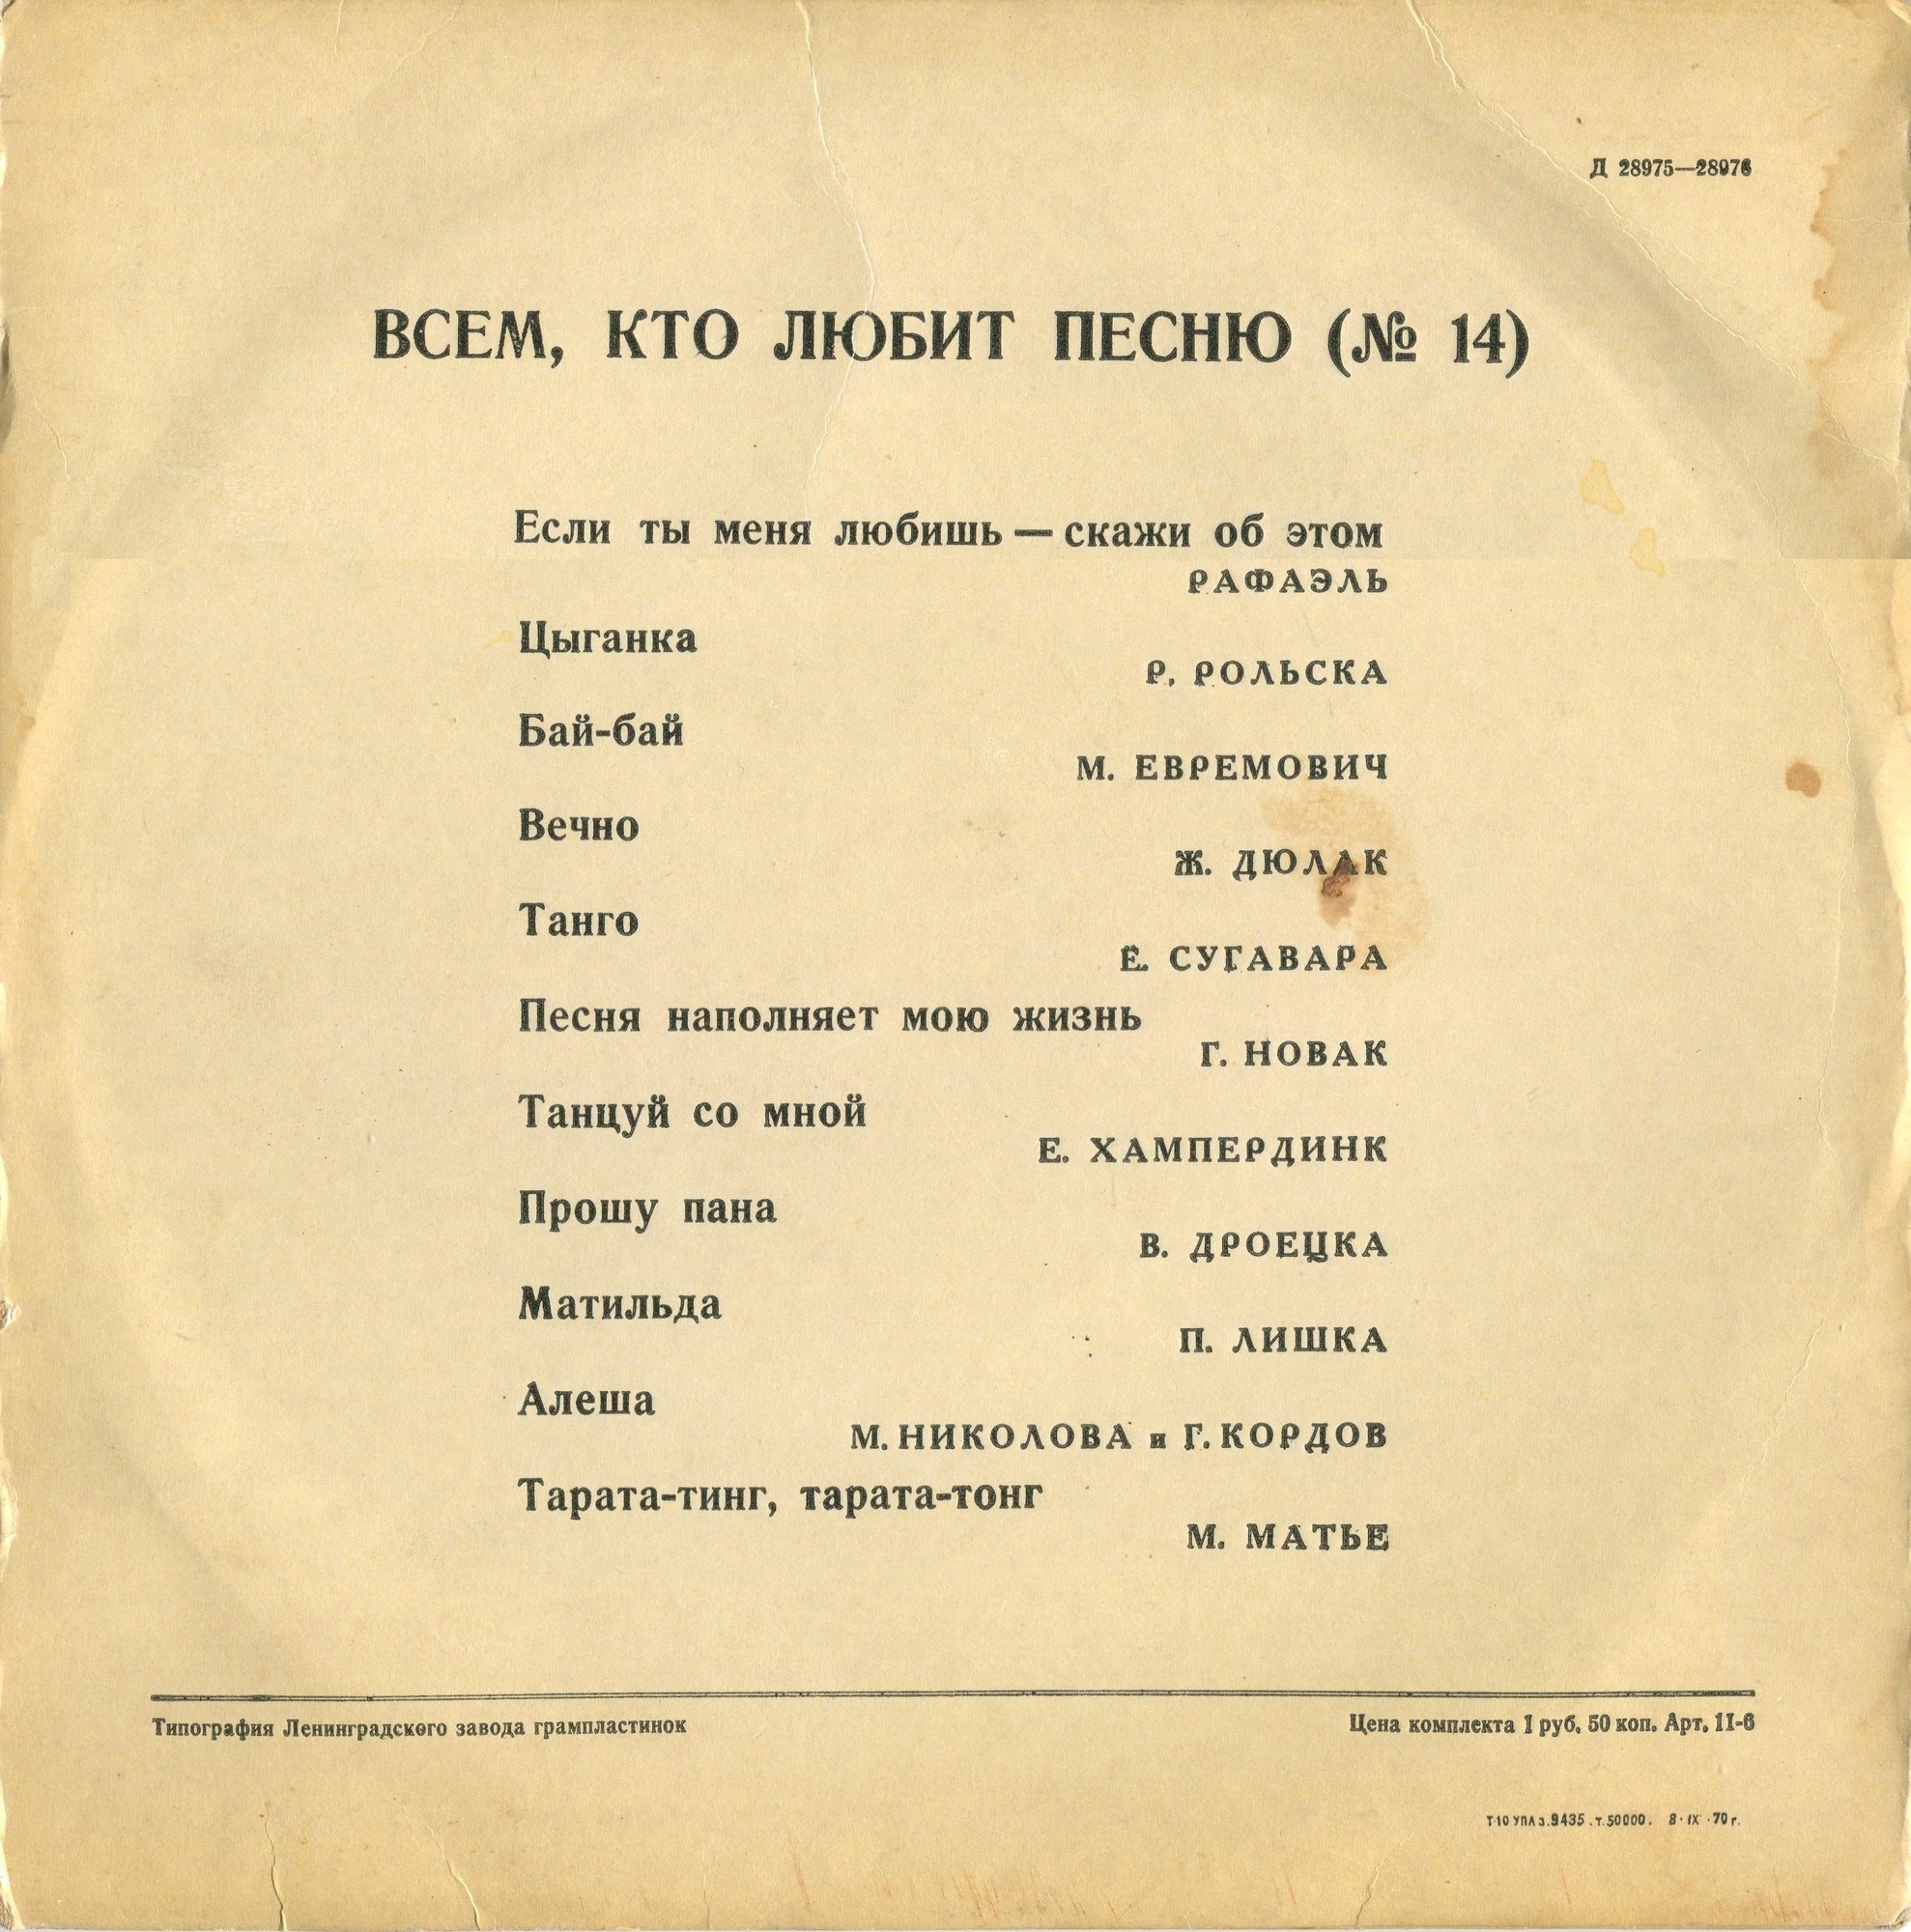 Д 28975—28976
ВСЕМ, КТО ЛЮБИТ ПЕСНЮ (№ 14)
Если ты меня любишь — скажи об этом
РАФАЭЛЬ
Цыганка
Р. РОЛЬСКА
Бай-бай
М. ЕВРЕМОВИЧ
Вечно
Ж. ДЮЛАК
Танго
Е. СУГАВАРА
Песня наполняет мою жизнь
Г. НОВАК
Танцуй со мной
Е. ХАМПЕРДИНК
Прошу пана
В. ДРОЕЦКА
Матильда
П. ЛИШКА
Алеша
М. НИКОЛОВА и Г. КОРДОВ
Тарата-тинг, тарата-тонг
М. МАТЬЕ
Типография Ленинградского завода грампластинок
Цена комплекта 1 руб. 50 коп. Арт. 11-6
Т-10 УПЛ з.9435 . т.50000. 8 · IX · 70 г.